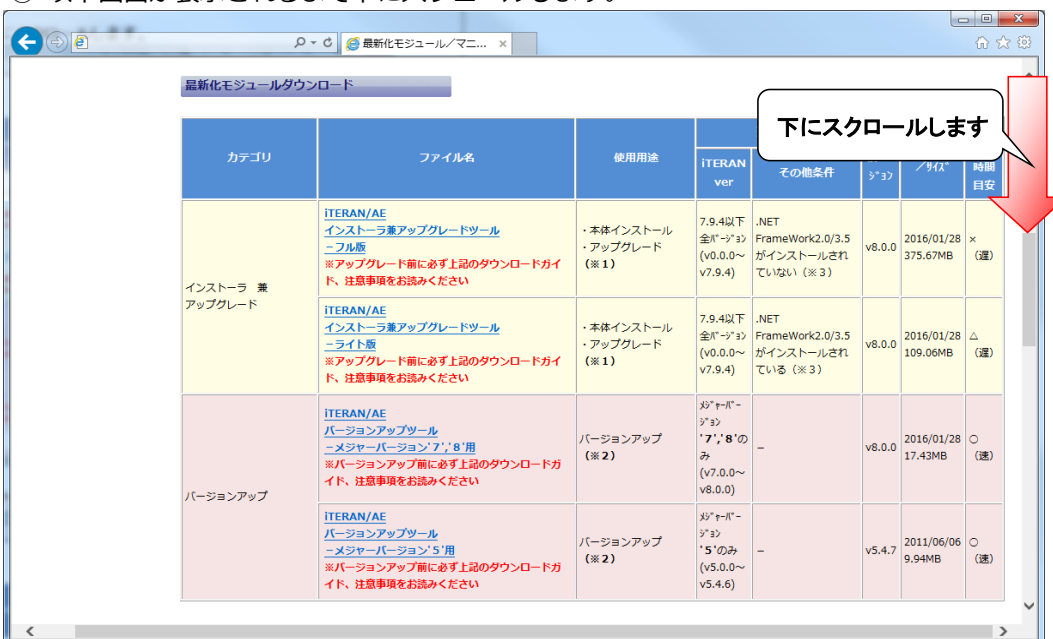 最新化モジュール／マニ...
最新化モジュールダウンロード
下にスクロールします
カテゴリ
ファイル名
使用用途
iTERAN
ver
その他条件
ｼﾞｮﾝ
／ｻｲｽﾞ
時間
目安
インストーラ　兼
アップグレード
iTERAN/AE
インストーラ兼アップグレードツール
－フル版
※アップグレード前に必ず上記のダウンロードガイ
ド、注意事項をお読みください
・本体インストール
・アップグレード
（※１）
7.9.4以下
全ﾊﾞｰｼﾞｮﾝ
(v0.0.0～
v7.9.4)
.NET
FrameWork2.0/3.5
がインストールされ
ていない（※３）
v8.0.0
2016/01/28
375.67MB
×
（遅）
iTERAN/AE
インストーラ兼アップグレードツール
－ライト版
※アップグレード前に必ず上記のダウンロードガイ
ド、注意事項をお読みください
・本体インストール
・アップグレード
（※１）
7.9.4以下
全ﾊﾞｰｼﾞｮﾝ
(v0.0.0～
v7.9.4)
.NET
FrameWork2.0/3.5
がインストールされ
ている（※３）
v8.0.0
2016/01/28
109.06MB
△
（遅）
バージョンアップ
iTERAN/AE
バージョンアップツール
－メジャーバージョン'７','８'用
※バージョンアップ前に必ず上記のダウンロードガ
イド、注意事項をお読みください
バージョンアップ
（※２）
ﾒｼﾞｬｰﾊﾞｰ
ｼﾞｮﾝ
'７','８'の
み
(v7.0.0～
v8.0.0)
－
v8.0.0
2016/01/28
17.43MB
○
（速）
iTERAN/AE
バージョンアップツール
－メジャーバージョン'５'用
※バージョンアップ前に必ず上記のダウンロードガ
イド、注意事項をお読みください
バージョンアップ
（※２）
ﾒｼﾞｬｰﾊﾞｰ
ｼﾞｮﾝ
'５'のみ
(v5.0.0～
v5.4.6)
－
v5.4.7
2011/06/06
9.94MB
○
（速）